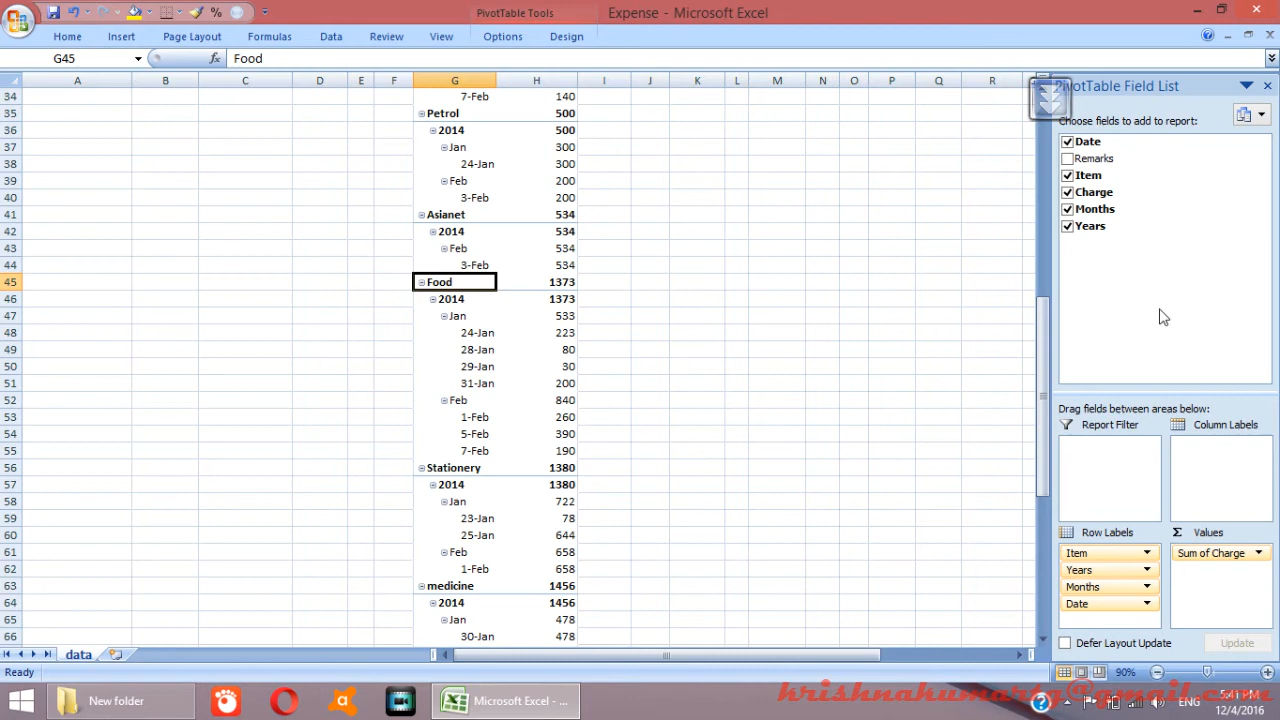 PivotTable Tools
Expense - Microsoft Excel
Home Insert Page Layout Formulas Data Review View Options Design
G45 fx Food
A B C D E F G H I J K L M N O P Q R
34 7-Feb 140
35 Petrol 500
36 2014 500
37 Jan 300
38 24-Jan 300
39 Feb 200
40 3-Feb 200
41 Asianet 534
42 2014 534
43 Feb 534
44 3-Feb 534
45 Food 1373
46 2014 1373
47 Jan 533
48 24-Jan 223
49 28-Jan 80
50 29-Jan 30
51 31-Jan 200
52 Feb 840
53 1-Feb 260
54 5-Feb 390
55 7-Feb 190
56 Stationery 1380
57 2014 1380
58 Jan 722
59 23-Jan 78
60 25-Jan 644
61 Feb 658
62 1-Feb 658
63 medicine 1456
64 2014 1456
65 Jan 478
66 30-Jan 478
PivotTable Field List
Choose fields to add to report:
Date
Remarks
Item
Charge
Months
Years
Drag fields between areas below:
Report Filter Column Labels
Row Labels Σ Values
Item Sum of Charge
Years
Months
Date
Defer Layout Update Update
data
Ready 90%
New folder Microsoft Excel - ... ENG 5:41 PM
12/4/2016
krishnakumartg@gmail.com